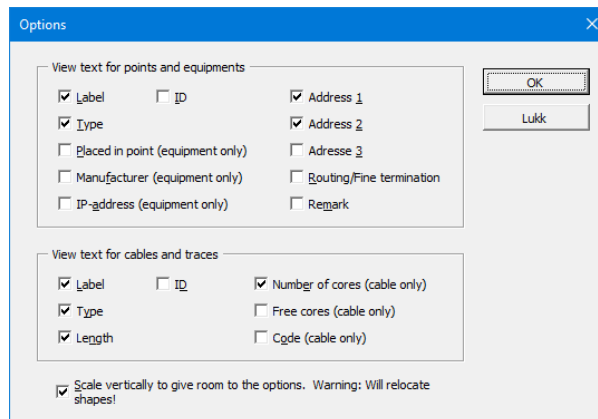 Options
View text for points and equipments
Label
ID
Address 1
Type
Address 2
Placed in point (equipment only)
Adresse 3
Manufacturer (equipment only)
Routing/Fine termination
IP-address (equipment only)
Remark
OK
Lukk
View text for cables and traces
Label
ID
Number of cores (cable only)
Type
Free cores (cable only)
Length
Code (cable only)
Scale vertically to give room to the options.  Warning: Will relocate
shapes!